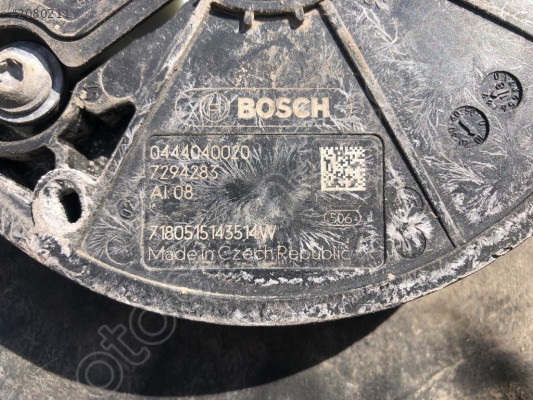 BOSCH
0444040020
7294283
AI 08
506
7180515143514W
Made in Czech Republic